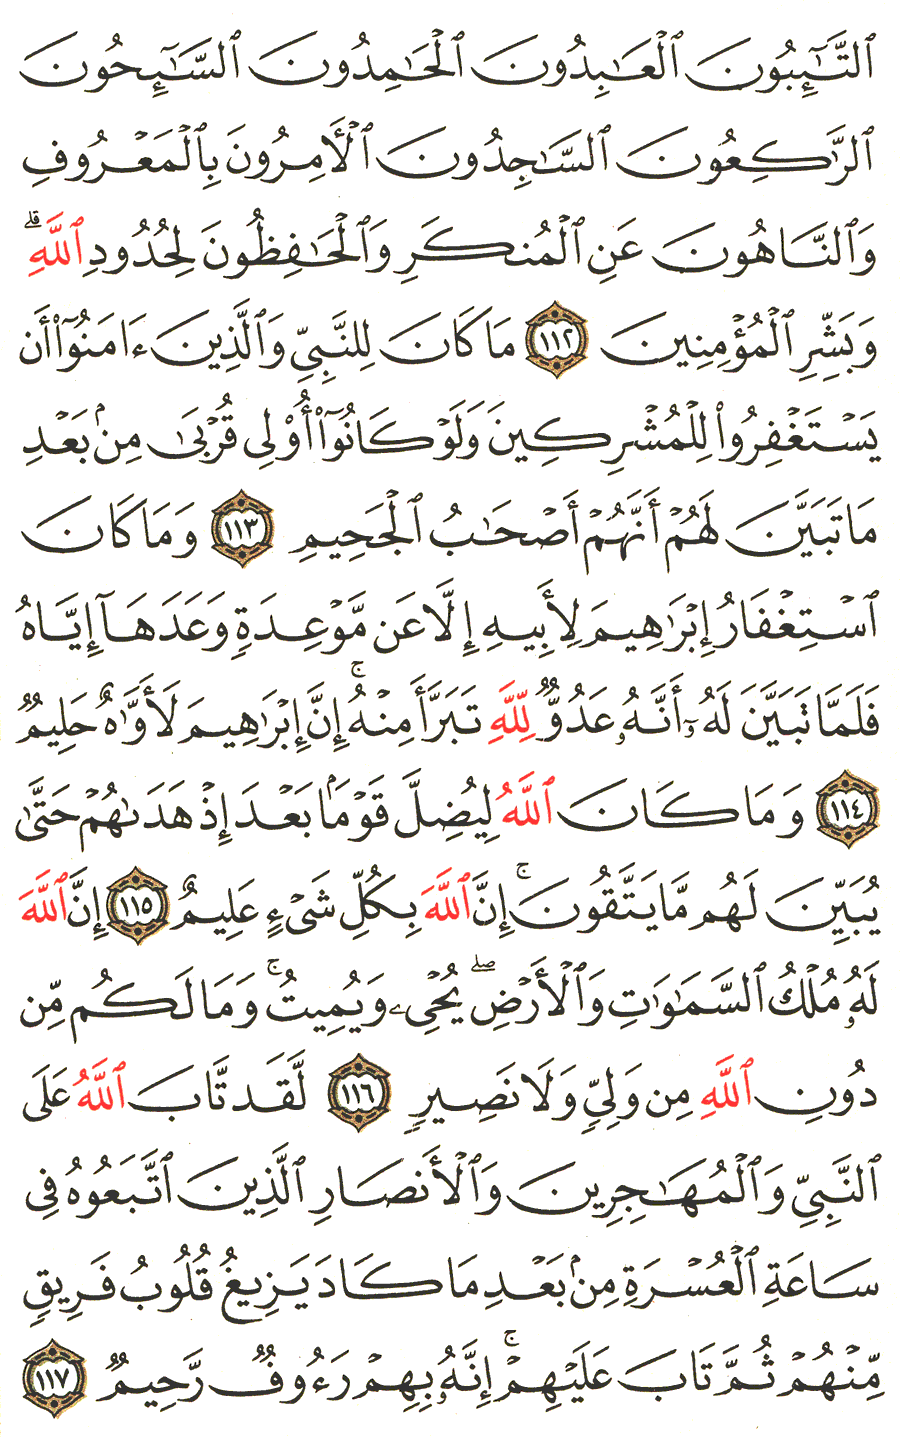 ٱلتَّـٰٓئِبُونَ ٱلْعَـٰبِدُونَ ٱلْحَـٰمِدُونَ ٱلسَّـٰٓئِحُونَ
ٱلرَّٰكِعُونَ ٱلسَّـٰجِدُونَ ٱلْأَمِرُونَ بِٱلْمَعْرُوفِ
وَٱلنَّاهُونَ عَنِ ٱلْمُنكَرِ وَٱلْحَـٰفِظُونَ لِحُدُودِ ٱللَّهِۗ
وَبَشِّرِ ٱلْمُؤْمِنِينَ ١١٢ مَا كَانَ لِلنَّبِيِّ وَٱلَّذِينَ ءَامَنُوٓا۟ أَن
يَسْتَغْفِرُوا۟ لِلْمُشْرِكِينَ وَلَوْ كَانُوٓا۟ أُو۟لِى قُرْبَىٰ مِنۢ بَعْدِ
مَا تَبَيَّنَ لَهُمْ أَنَّهُمْ أَصْحَـٰبُ ٱلْجَحِيمِ ١١٣ وَمَا كَانَ
ٱسْتِغْفَارُ إِبْرَٰهِيمَ لِأَبِيهِ إِلَّا عَن مَّوْعِدَةٍ وَعَدَهَآ إِيَّاهُ
فَلَمَّا تَبَيَّنَ لَهُۥٓ أَنَّهُۥ عَدُوٌّ لِّلَّهِ تَبَرَّأَ مِنْهُۚ إِنَّ إِبْرَٰهِيمَ لَأَوَّٰهٌ حَلِيمٌ
١١٤ وَمَا كَانَ ٱللَّهُ لِيُضِلَّ قَوْمًۢا بَعْدَ إِذْ هَدَىٰهُمْ حَتَّىٰ
يُبَيِّنَ لَهُم مَّا يَتَّقُونَۚ إِنَّ ٱللَّهَ بِكُلِّ شَىْءٍ عَلِيمٌ ١١٥ إِنَّ ٱللَّهَ
لَهُۥ مُلْكُ ٱلسَّمَـٰوَٰتِ وَٱلْأَرْضِۖ يُحْىِۦ وَيُمِيتُۚ وَمَا لَكُم مِّن
دُونِ ٱللَّهِ مِن وَلِيٍّ وَلَا نَصِيرٍ ١١٦ لَّقَد تَّابَ ٱللَّهُ عَلَى
ٱلنَّبِيِّ وَٱلْمُهَـٰجِرِينَ وَٱلْأَنصَارِ ٱلَّذِينَ ٱتَّبَعُوهُ فِى
سَاعَةِ ٱلْعُسْرَةِ مِنۢ بَعْدِ مَا كَادَ يَزِيغُ قُلُوبُ فَرِيقٍ
مِّنْهُمْ ثُمَّ تَابَ عَلَيْهِمْۚ إِنَّهُۥ بِهِمْ رَءُوفٌ رَّحِيمٌ ١١٧